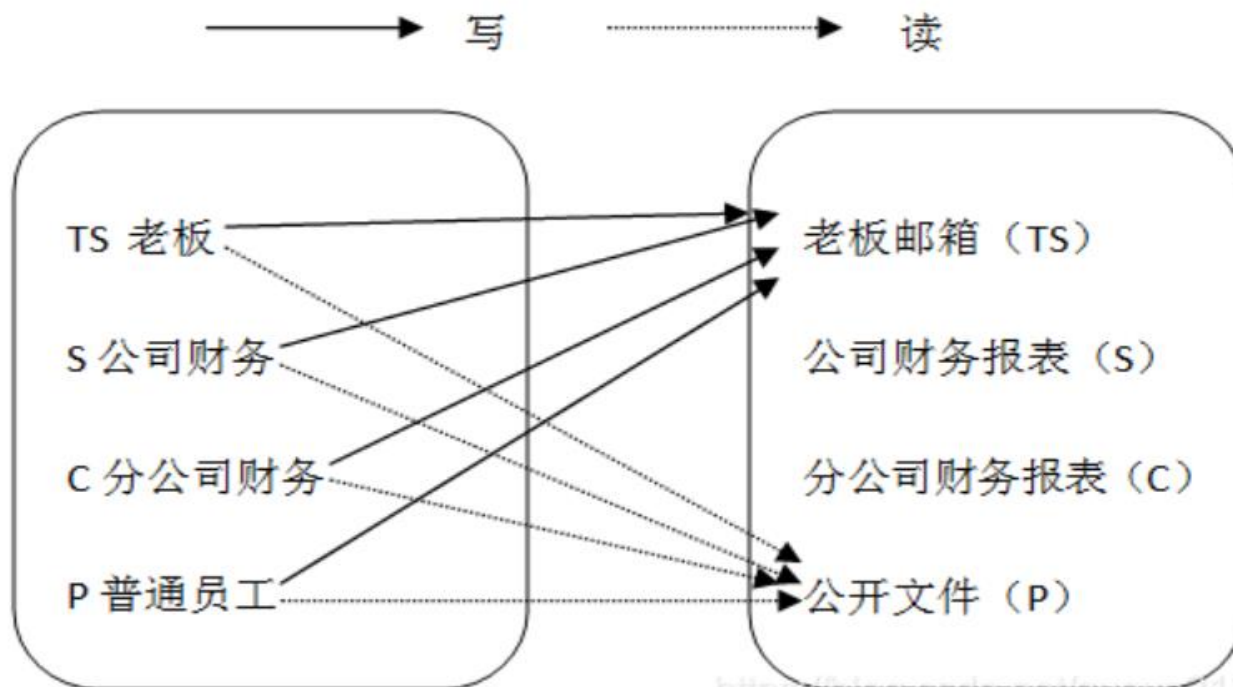 写 读
TS 老板 老板邮箱（TS）
S 公司财务 公司财务报表（S）
C 分公司财务 分公司财务报表（C）
P 普通员工 公开文件（P）